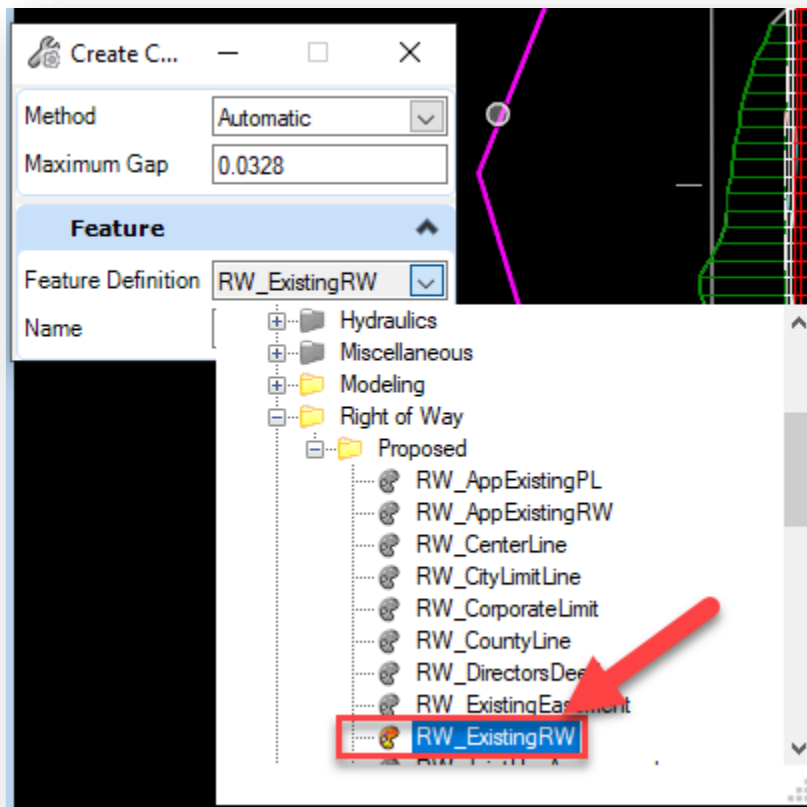 Create C...
Method Automatic
Maximum Gap 0.0328
Feature
Feature Definition RW_ExistingRW
Name
Hydraulics
Miscellaneous
Modeling
Right of Way
Proposed
RW_AppExistingPL
RW_AppExistingRW
RW_CenterLine
RW_CityLimitLine
RW_CorporateLimit
RW_CountyLine
RW_ExistingRW